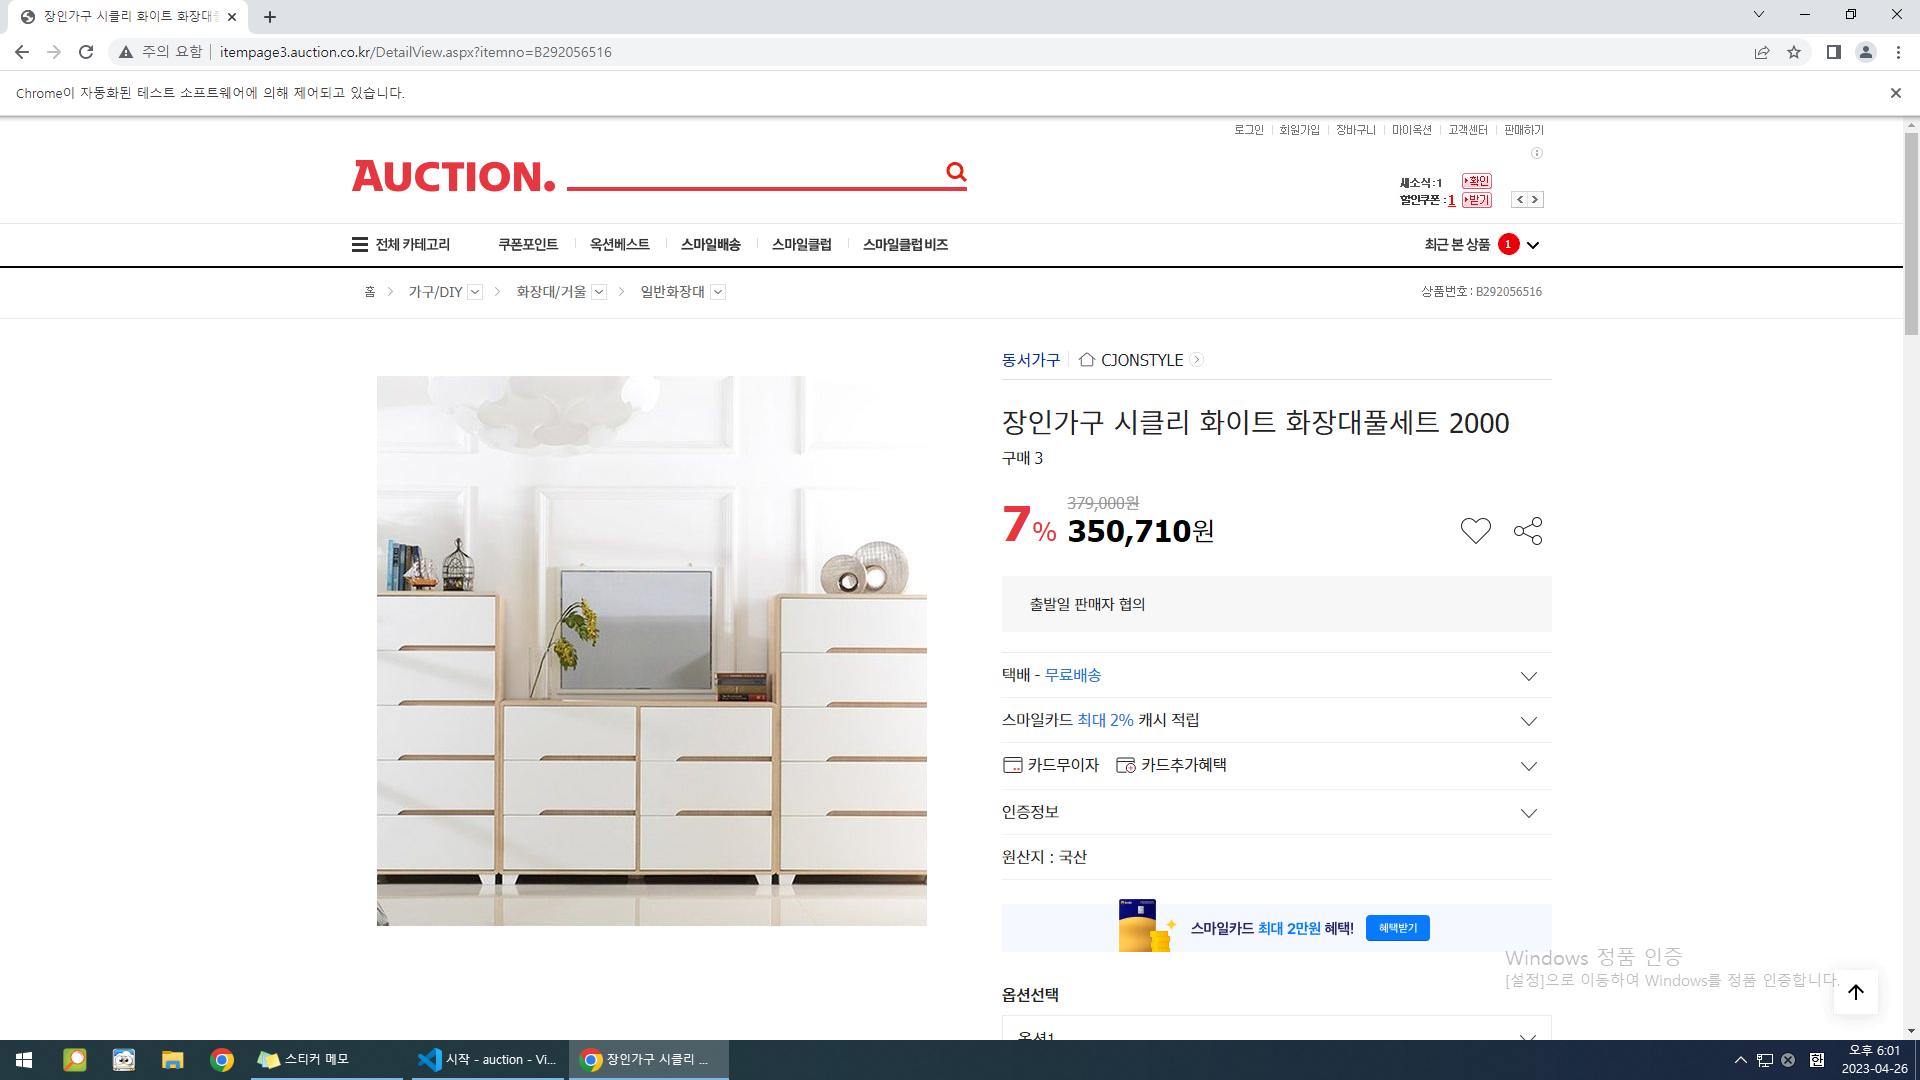 장인가구 시클리 화이트 화장대풀
주의 요함
itempage3.auction.co.kr/DetailView.aspx?itemno=B292056516
Chrome이 자동화된 테스트 소프트웨어에 의해 제어되고 있습니다.
로그인 회원가입 장바구니 마이옥션 고객센터 판매하기
AUCTION.
새소식 : 1 확인
할인쿠폰 : 1 받기
전체 카테고리 쿠폰포인트 옥션베스트 스마일배송 스마일클럽 스마일클럽 비즈 최근 본 상품 1
홈 가구/DIY 화장대/거울 일반화장대 상품번호 : B292056516
동서가구 CJONSTYLE
장인가구 시클리 화이트 화장대풀세트 2000
구매 3
379,000원
7% 350,710원
출발일 판매자 협의
택배 - 무료배송
스마일카드 최대 2% 캐시 적립
카드무이자 카드추가혜택
인증정보
원산지 : 국산
스마일카드 최대 2만원 혜택! 혜택받기
Windows 정품 인증
[설정]으로 이동하여 Windows를 정품 인증합니다.
옵션선택
옵션1
스티커 메모
시작 - auction - Vi...
장인가구 시클리 ...
한
오후 6:01
2023-04-26